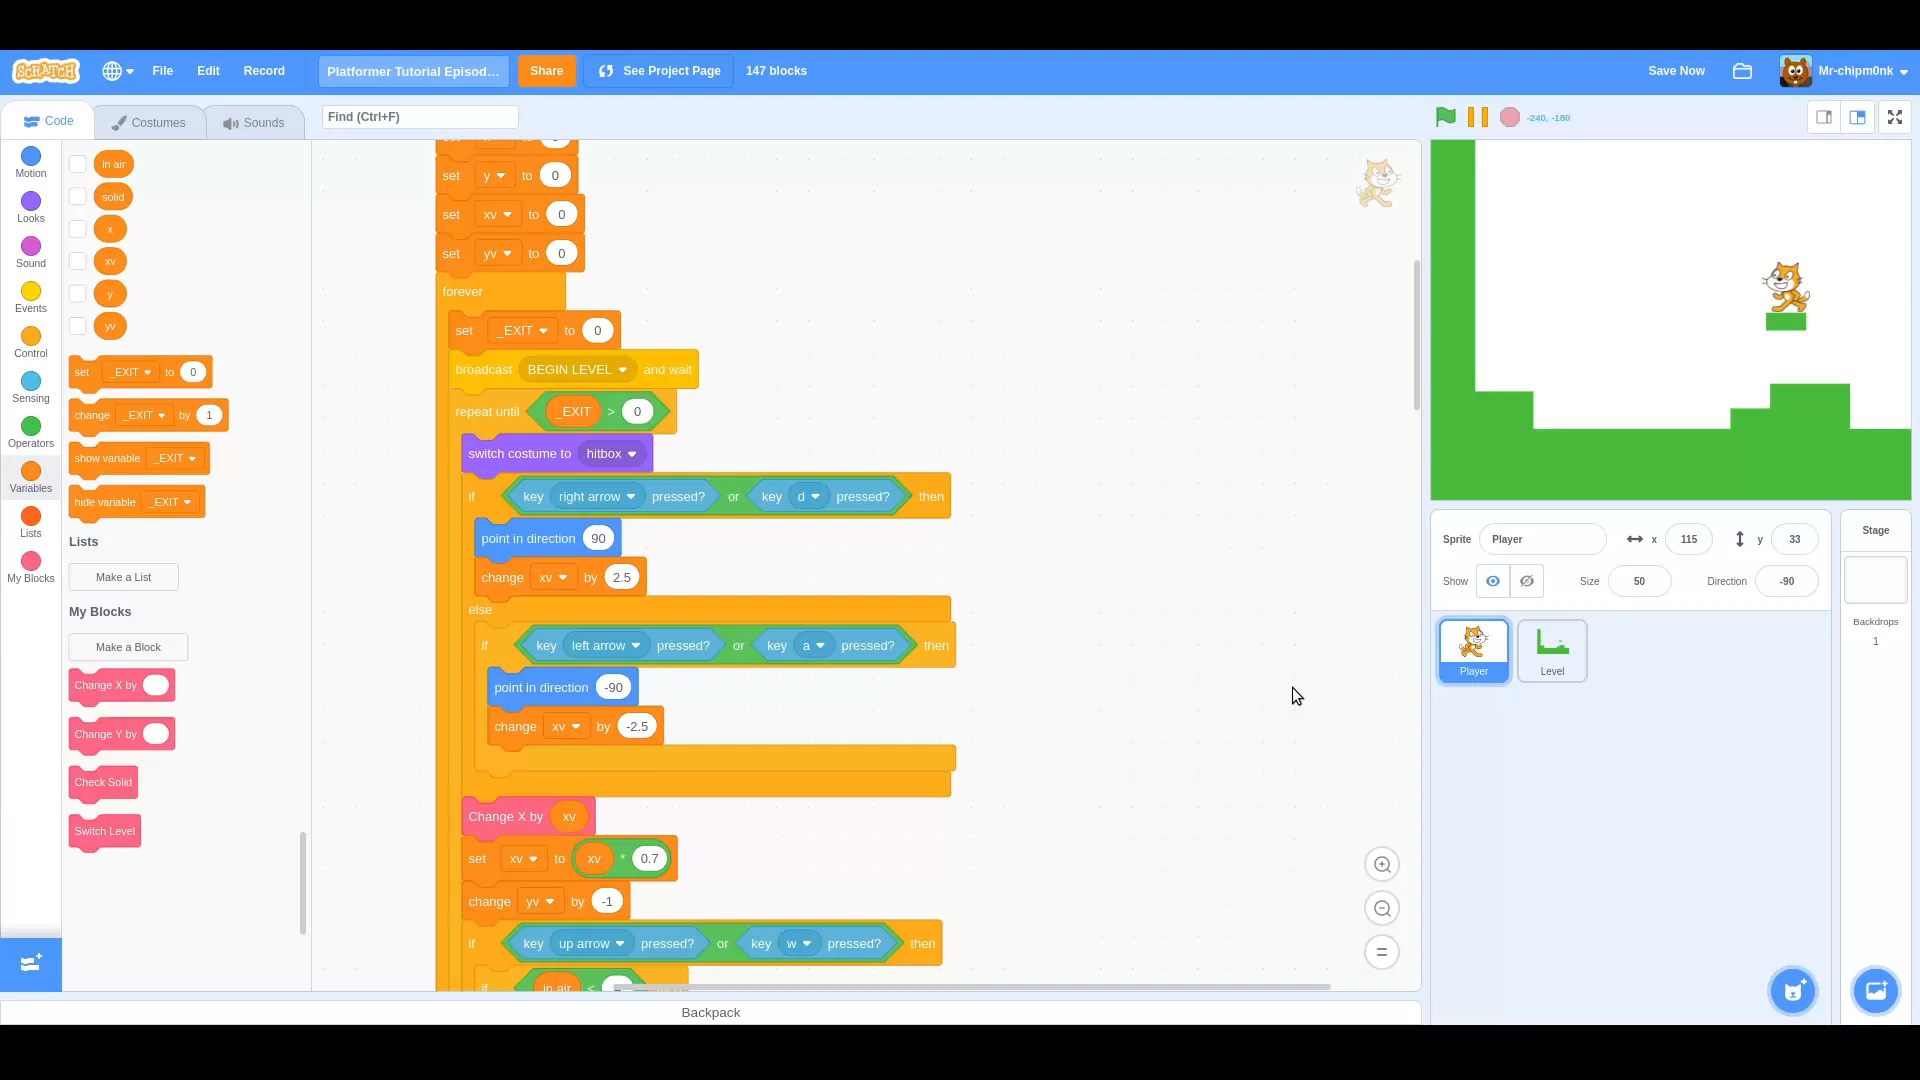 SCRATCH File Edit Record Platformer Tutorial Episod... Share See Project Page 147 blocks Save Now Mr-chipm0nk
Code Costumes Sounds Find (Ctrl+F) -240, -180
Motion
Looks
Sound
Events
Control
Sensing
Operators
Variables
Lists
My Blocks
in air
solid
x
xv
y
yv
set _EXIT to 0
change _EXIT by 1
show variable _EXIT
hide variable _EXIT
Lists
Make a List
My Blocks
Make a Block
Change X by
Change Y by
Check Solid
Switch Level
set y to 0
set xv to 0
set yv to 0
forever
set _EXIT to 0
broadcast BEGIN LEVEL and wait
repeat until _EXIT > 0
switch costume to hitbox
if key right arrow pressed? or key d pressed? then
point in direction 90
change xv by 2.5
else
if key left arrow pressed? or key a pressed? then
point in direction -90
change xv by -2.5
Change X by xv
set xv to xv * 0.7
change yv by -1
if key up arrow pressed? or key w pressed? then
if in air <
Backpack
Sprite Player x 115 y 33
Show Size 50 Direction -90
Player
Level
Stage
Backdrops
1